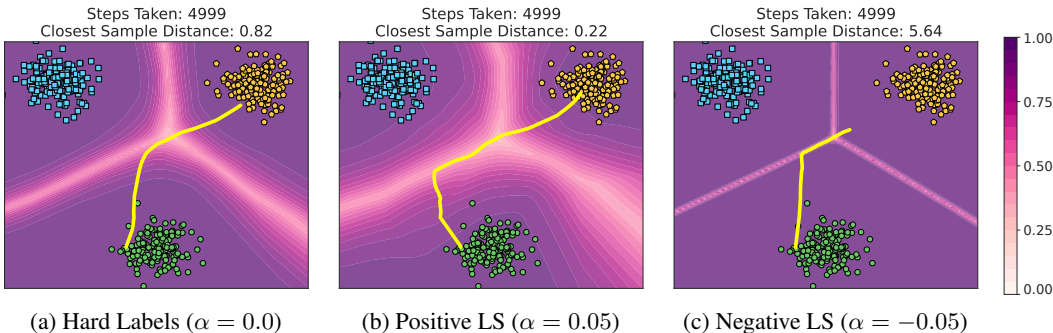 Steps Taken: 4999
Closest Sample Distance: 0.82
Steps Taken: 4999
Closest Sample Distance: 0.22
Steps Taken: 4999
Closest Sample Distance: 5.64
1.00
0.75
0.50
0.25
0.00
(a) Hard Labels (α = 0.0)
(b) Positive LS (α = 0.05)
(c) Negative LS (α = −0.05)